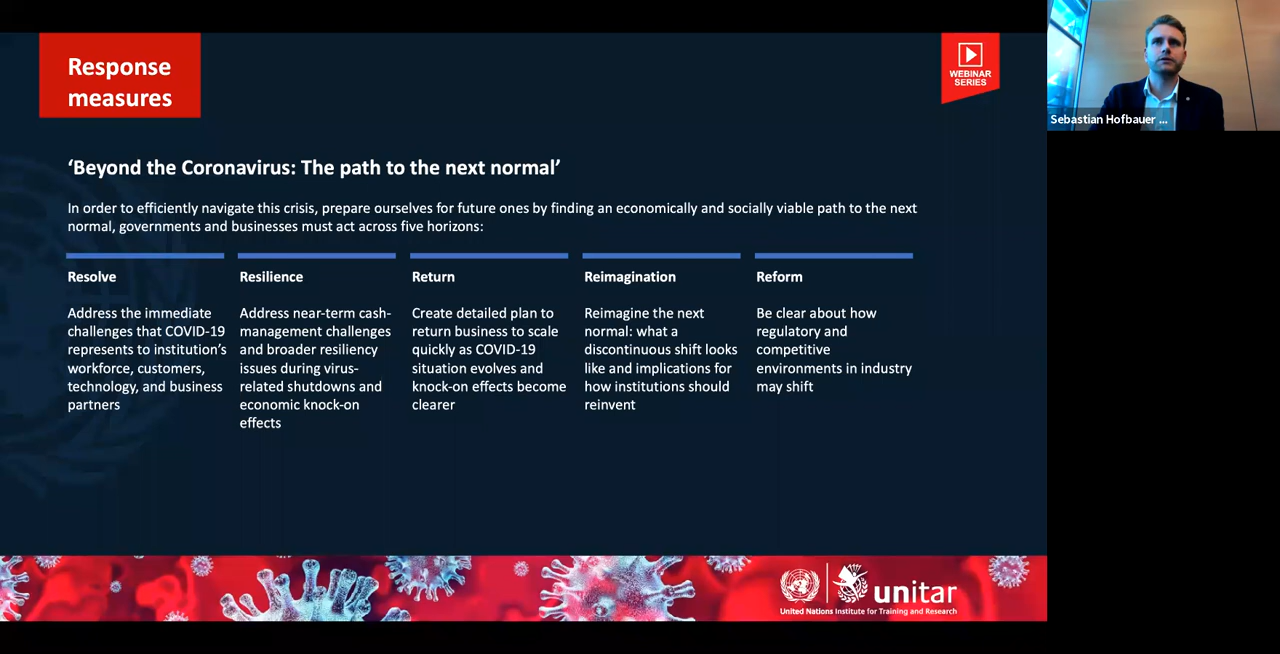 Response
measures
WEBINAR
SERIES
Sebastian Hofbauer ...
‘Beyond the Coronavirus: The path to the next normal’
In order to efficiently navigate this crisis, prepare ourselves for future ones by finding an economically and socially viable path to the next
normal, governments and businesses must act across five horizons:
Resolve
Address the immediate
challenges that COVID-19
represents to institution’s
workforce, customers,
technology, and business
partners
Resilience
Address near-term cash-
management challenges
and broader resiliency
issues during virus-
related shutdowns and
economic knock-on
effects
Return
Create detailed plan to
return business to scale
quickly as COVID-19
situation evolves and
knock-on effects become
clearer
Reimagination
Reimagine the next
normal: what a
discontinuous shift looks
like and implications for
how institutions should
reinvent
Reform
Be clear about how
regulatory and
competitive
environments in industry
may shift
unitar
United Nations Institute for Training and Research